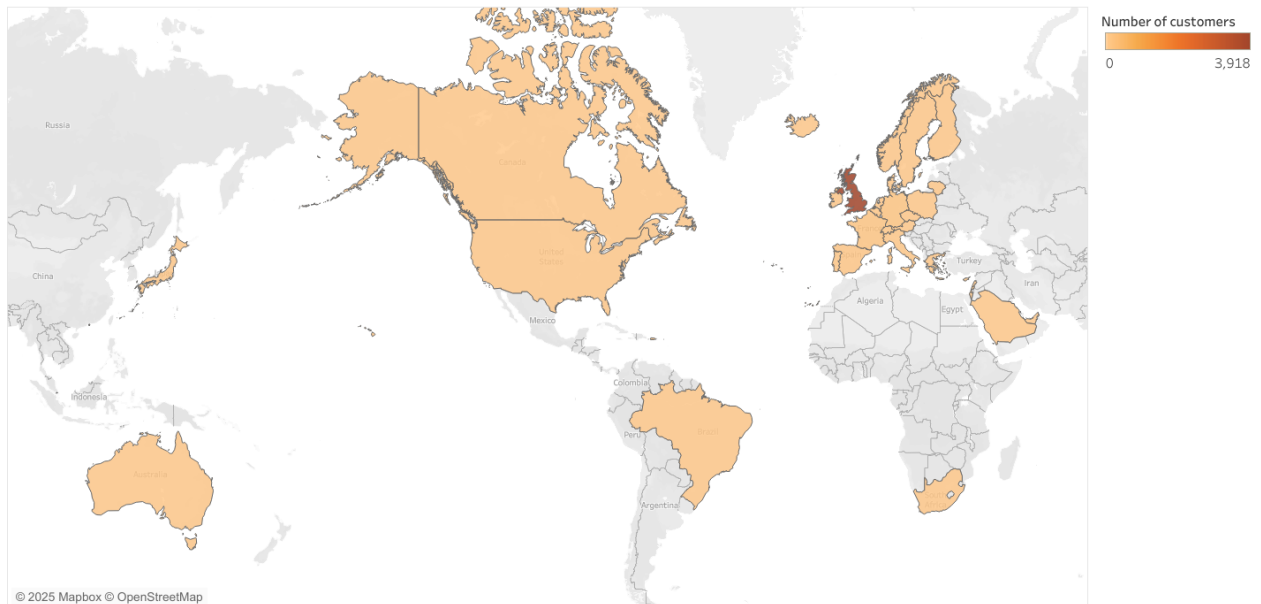 Number of customers
0 3,918
Russia
Canada
United
States
China
Turkey
Iran
Algeria
Egypt
Mexico
Colombia
Indonesia
Peru
Brazil
Australia
Argentina
© 2025 Mapbox © OpenStreetMap